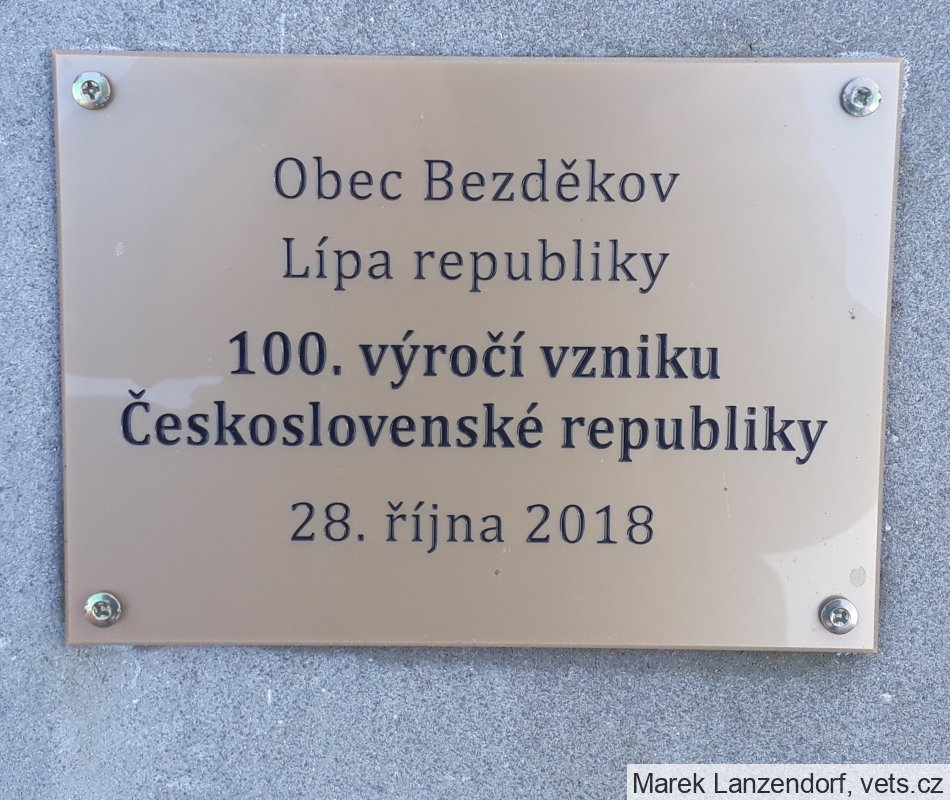 Obec Bezděkov
Lípa republiky
100. výročí vzniku
Československé republiky
28. října 2018
Marek Lanzendorf, vets.cz